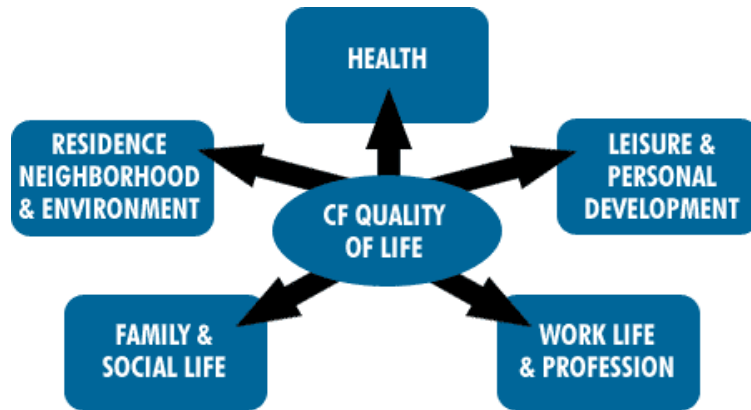 HEALTH
RESIDENCE
NEIGHBORHOOD
& ENVIRONMENT
LEISURE &
PERSONAL
DEVELOPMENT
CF QUALITY
OF LIFE
FAMILY &
SOCIAL LIFE
WORK LIFE
& PROFESSION